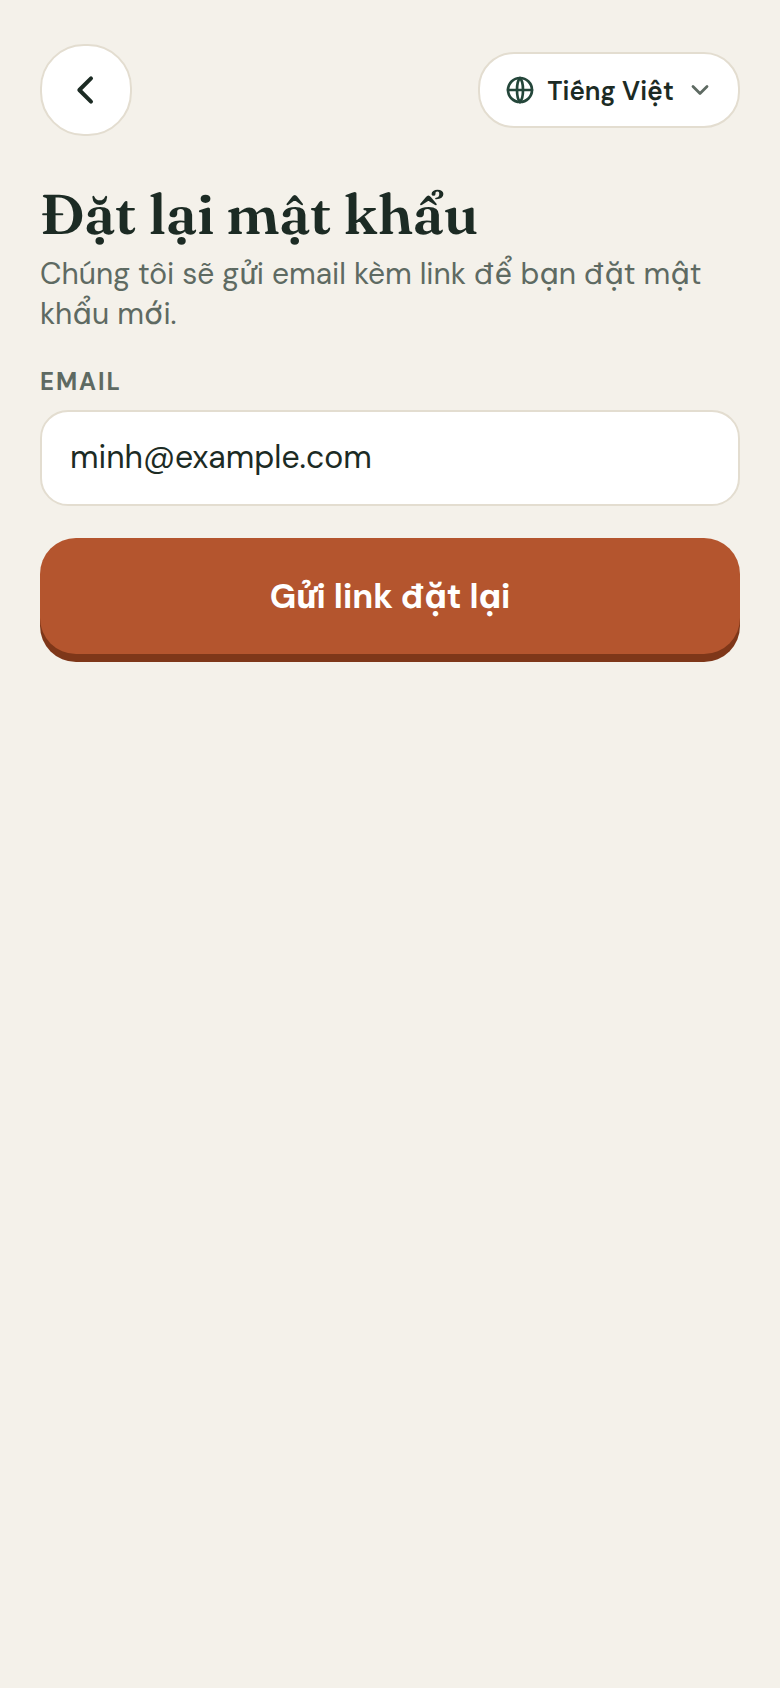 Tiếng Việt
Đặt lại mật khẩu
Chúng tôi sẽ gửi email kèm link để bạn đặt mật
khẩu mới.
EMAIL
minh@example.com
Gửi link đặt lại